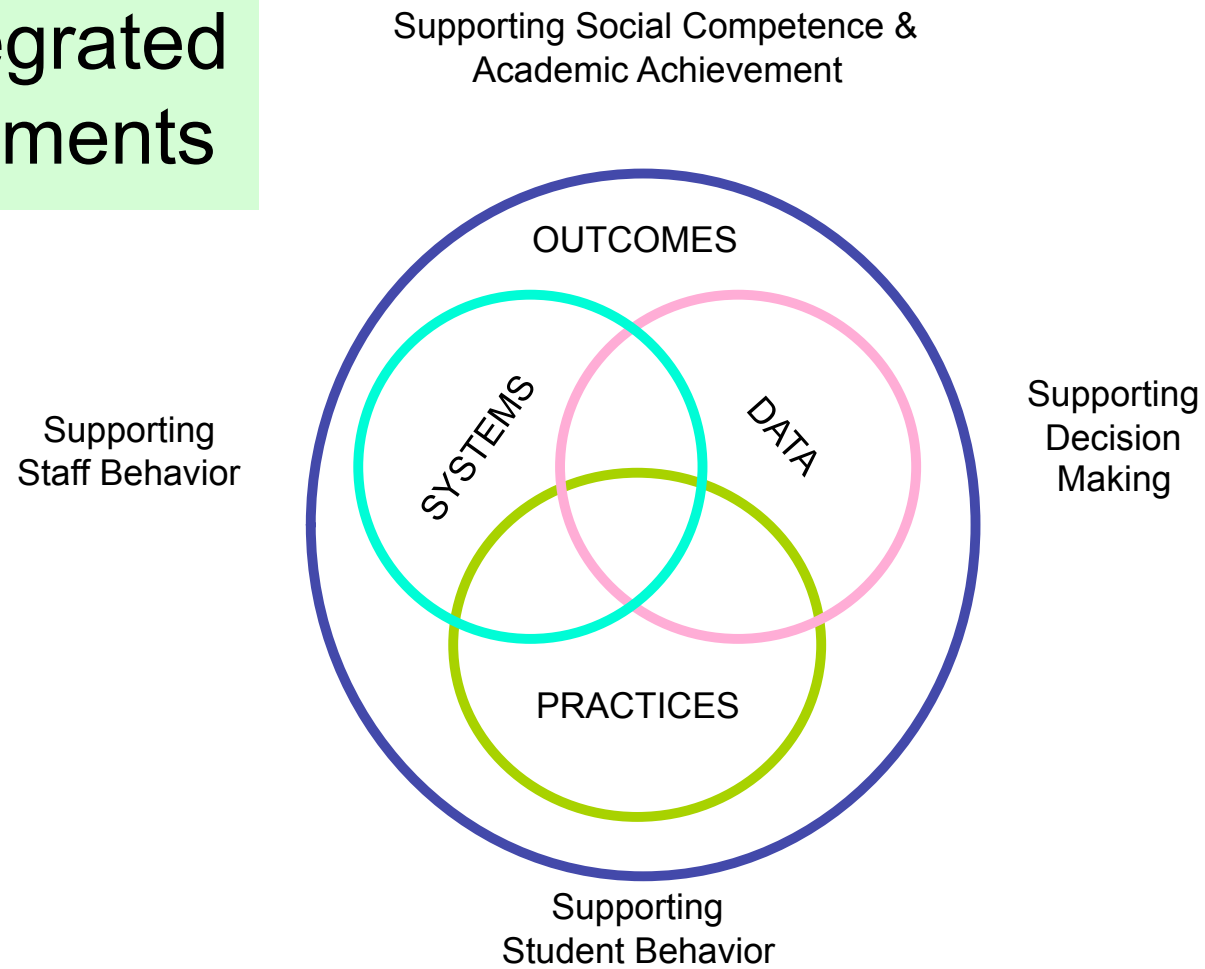 egrated
ments
Supporting Social Competence &
Academic Achievement
OUTCOMES
SYSTEMS
DATA
Supporting
Staff Behavior
Supporting
Decision
Making
PRACTICES
Supporting
Student Behavior